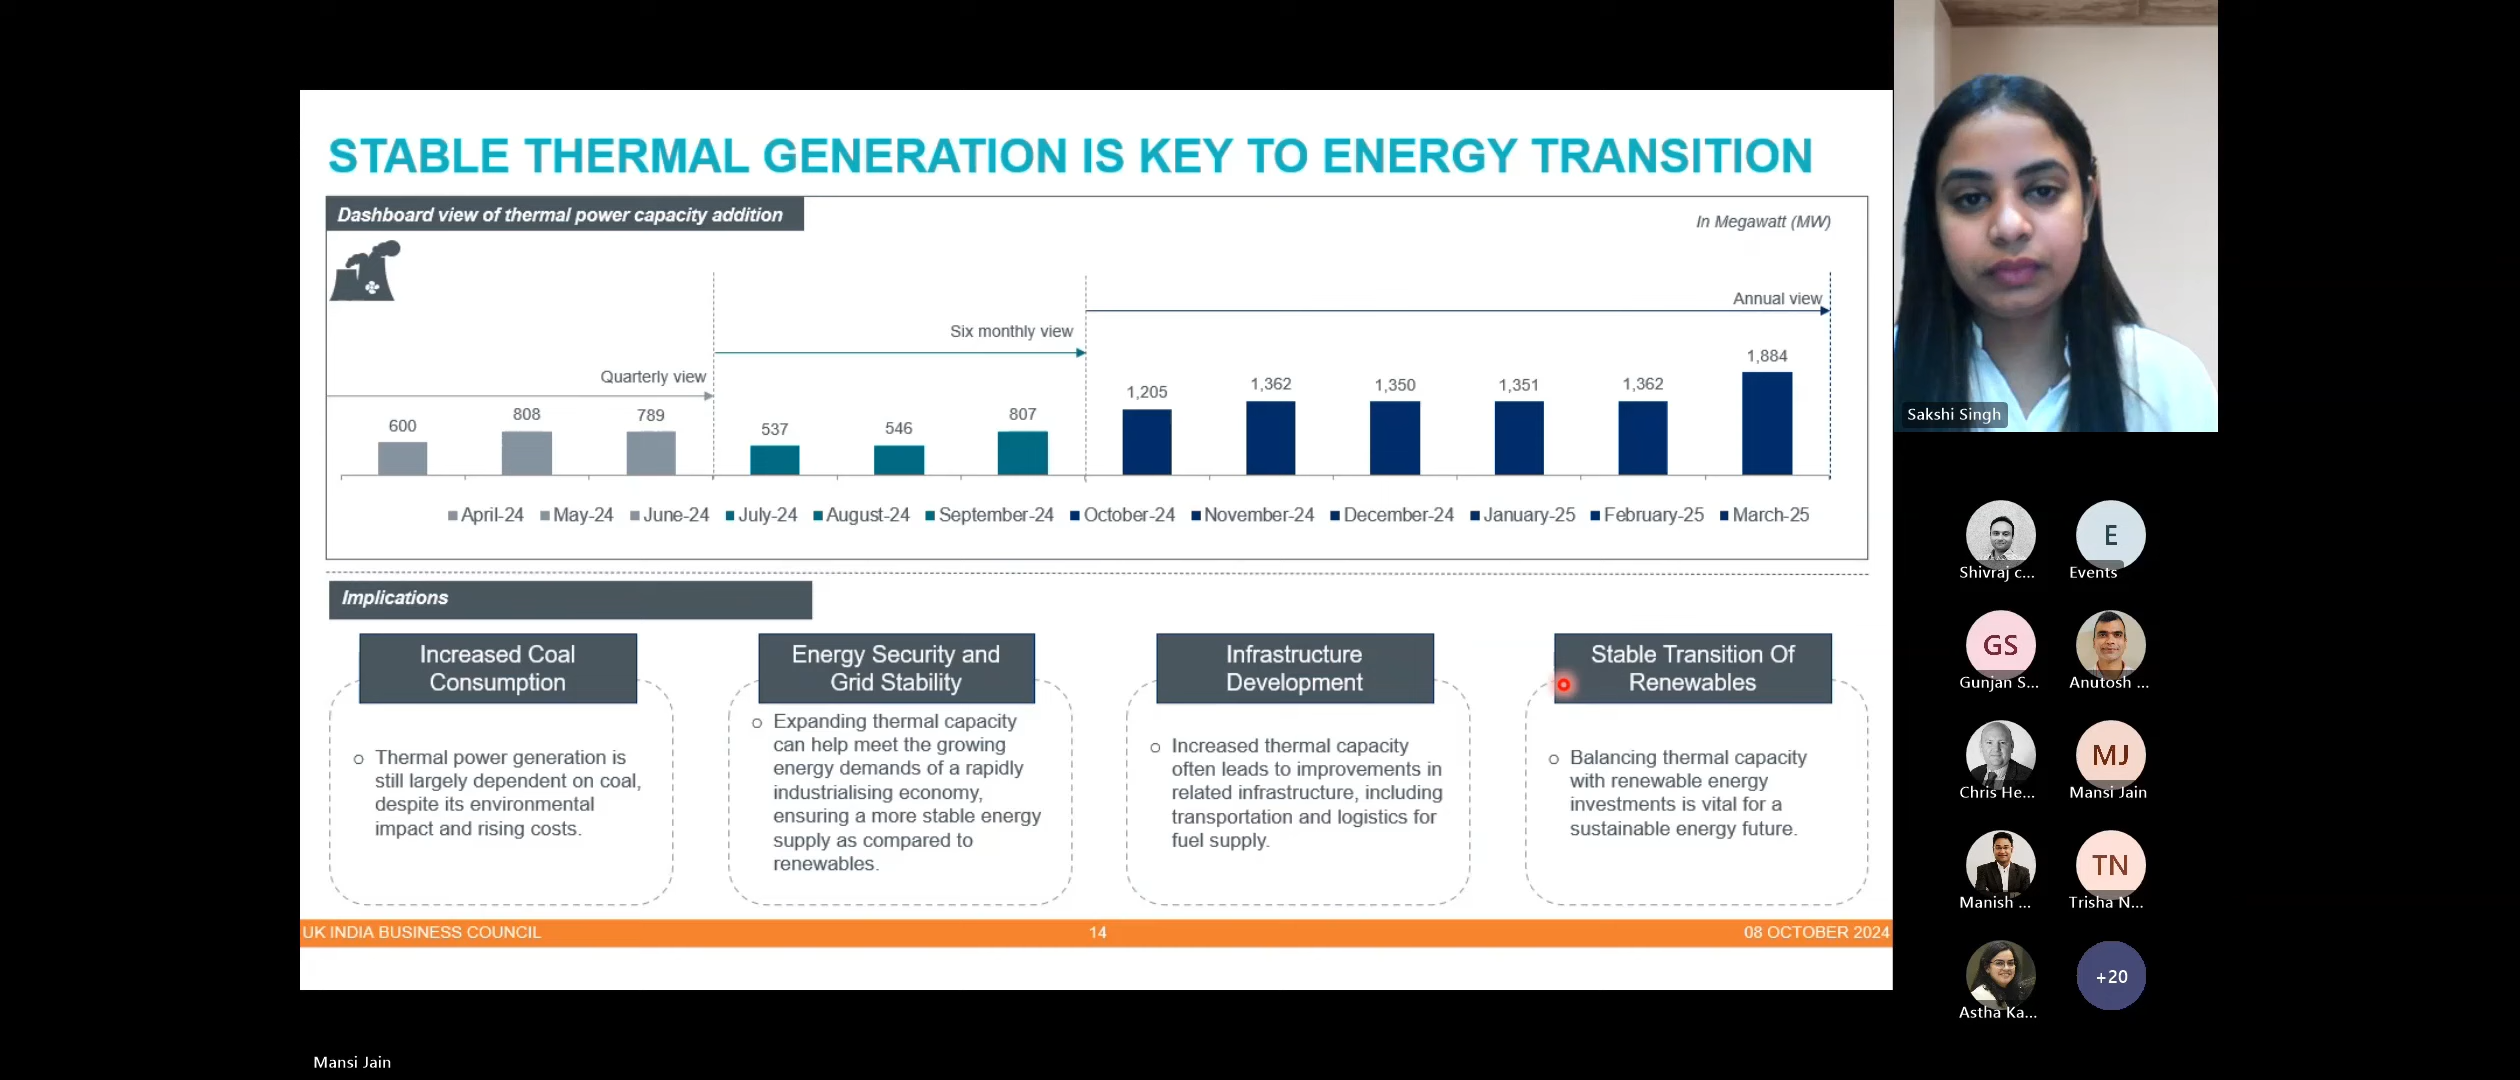 STABLE THERMAL GENERATION IS KEY TO ENERGY TRANSITION
Dashboard view of thermal power capacity addition
In Megawatt (MW)
Annual view
Six monthly view
Quarterly view
600
808
789
537
546
807
1,205
1,362
1,350
1,351
1,362
1,884
April-24 May-24 June-24 July-24 August-24 September-24 October-24 November-24 December-24 January-25 February-25 March-25
Implications
Increased Coal
Consumption
Thermal power generation is
still largely dependent on coal,
despite its environmental
impact and rising costs.
Energy Security and
Grid Stability
Expanding thermal capacity
can help meet the growing
energy demands of a rapidly
industrialising economy,
ensuring a more stable energy
supply as compared to
renewables.
Infrastructure
Development
Increased thermal capacity
often leads to improvements in
related infrastructure, including
transportation and logistics for
fuel supply.
Stable Transition Of
Renewables
Balancing thermal capacity
with renewable energy
investments is vital for a
sustainable energy future.
UK INDIA BUSINESS COUNCIL
14
08 OCTOBER 2024
Mansi Jain
Sakshi Singh
Shivraj c...
E
Events
GS
Gunjan S...
Anutosh ...
Chris He...
MJ
Mansi Jain
Manish ...
TN
Trisha N...
Astha Ka...
+20